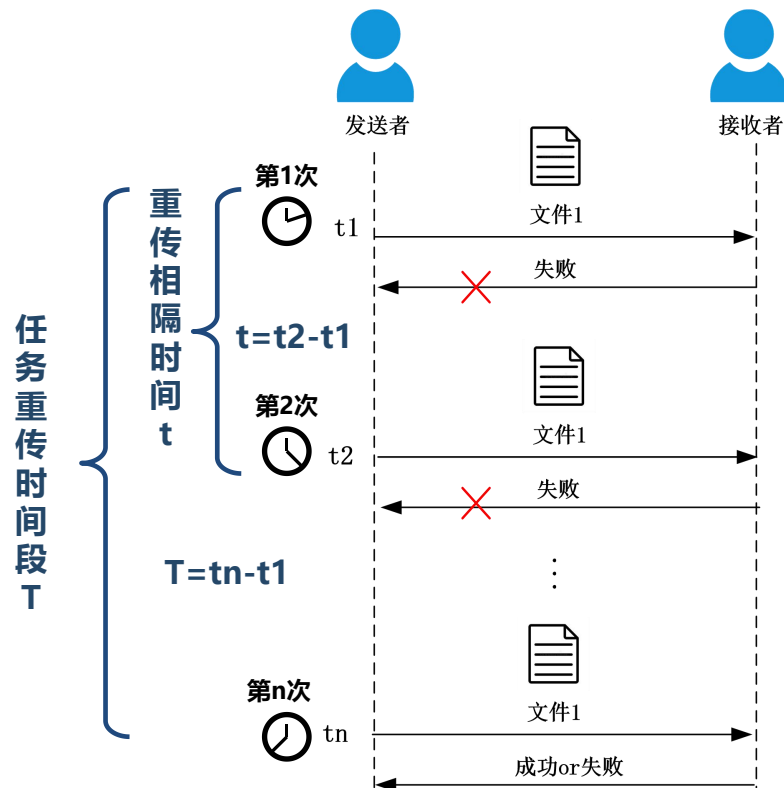 发送者
接收者
第1次
t1
文件1
失败
重传相隔时间t
t=t2-t1
任务重传时间段T
第2次
t2
文件1
失败
T=tn-t1
⋮
第n次
tn
文件1
成功or失败